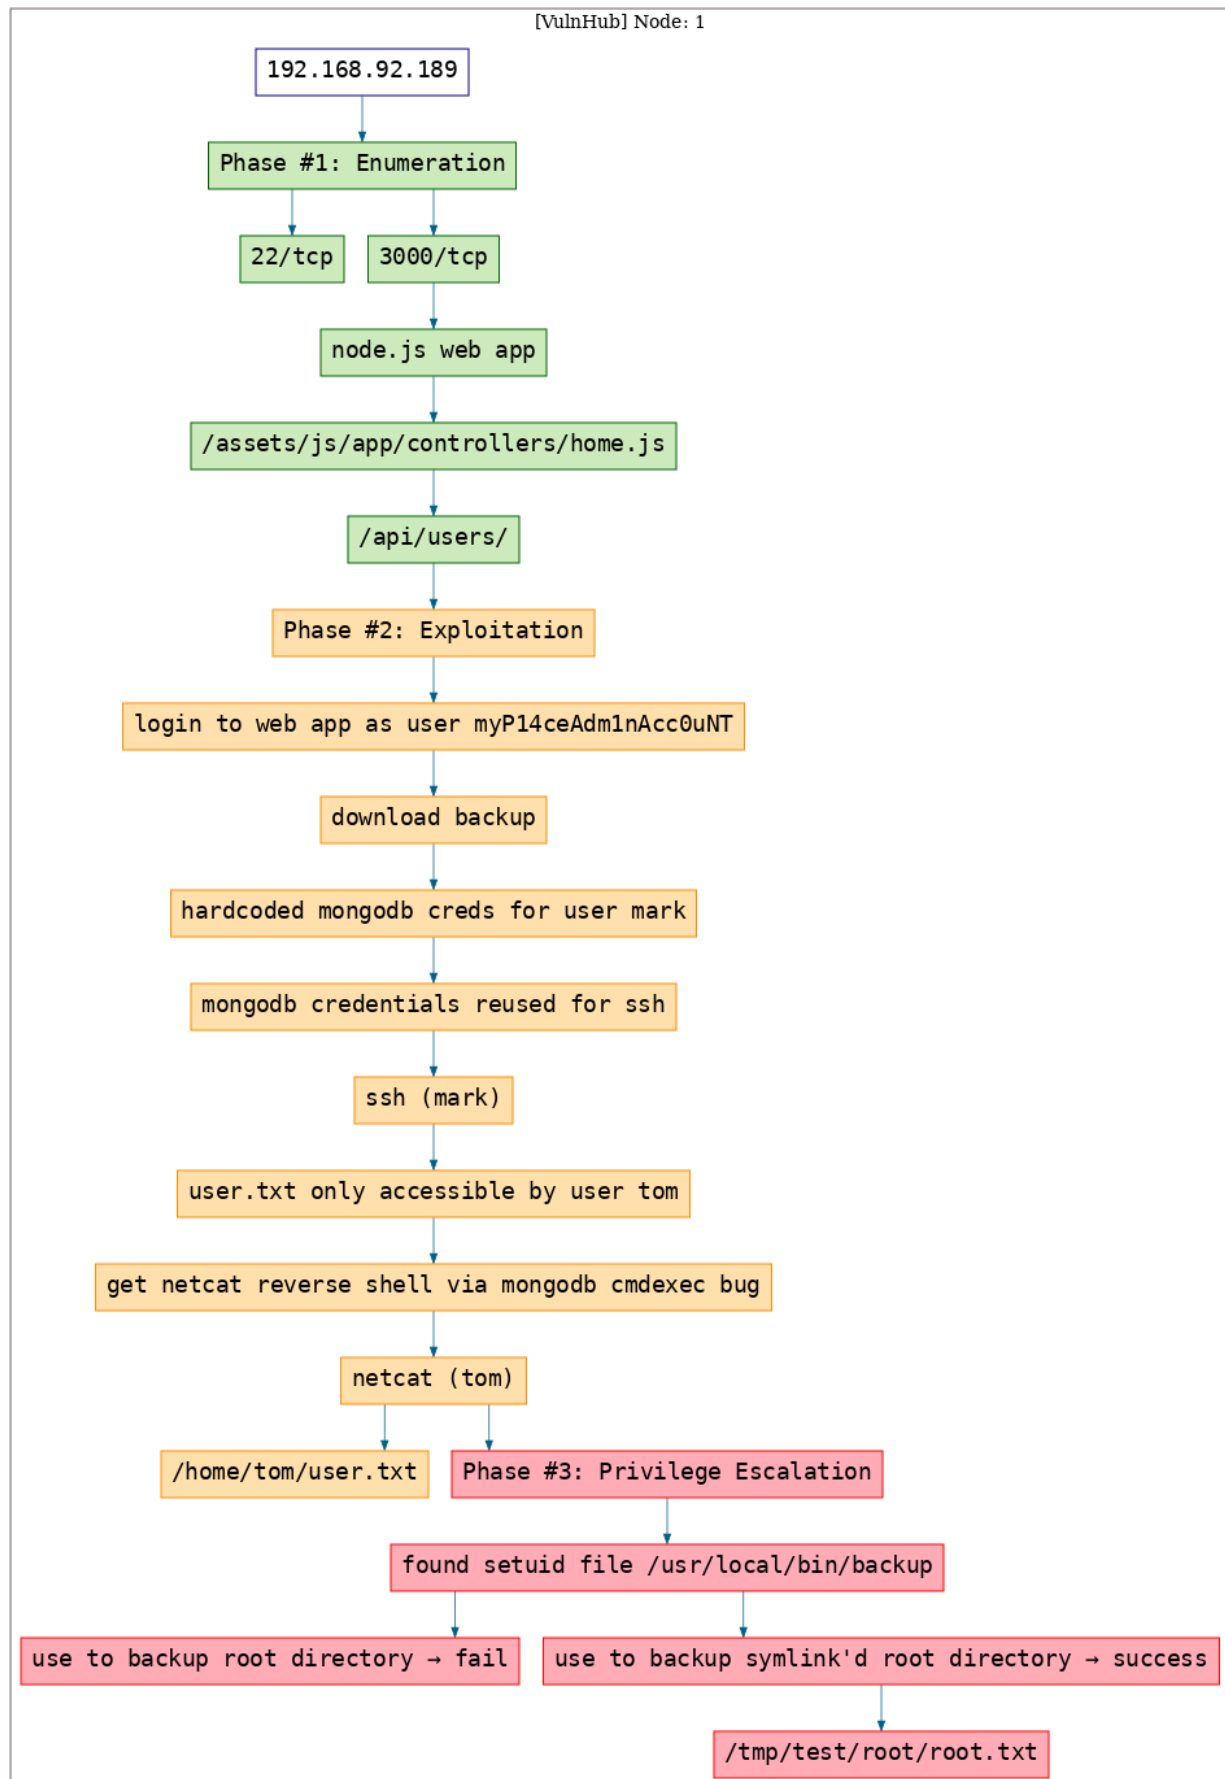 [VulnHub] Node: 1
192.168.92.189
Phase #1: Enumeration
22/tcp
3000/tcp
node.js web app
/assets/js/app/controllers/home.js
/api/users/
Phase #2: Exploitation
login to web app as user myP14ceAdm1nAcc0uNT
download backup
hardcoded mongodb creds for user mark
mongodb credentials reused for ssh
ssh (mark)
user.txt only accessible by user tom
get netcat reverse shell via mongodb cmdexec bug
netcat (tom)
/home/tom/user.txt
Phase #3: Privilege Escalation
found setuid file /usr/local/bin/backup
use to backup root directory → fail
use to backup symlink'd root directory → success
/tmp/test/root/root.txt